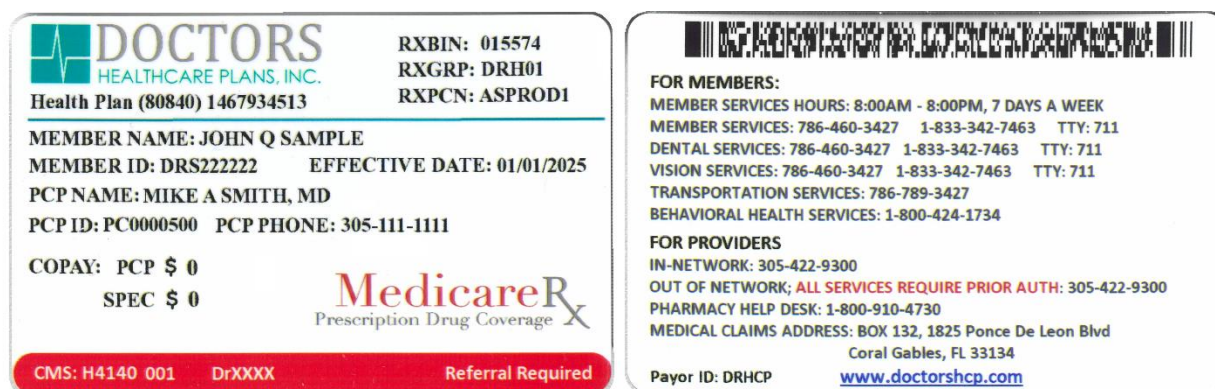 DOCTORS
HEALTHCARE PLANS, INC.
Health Plan (80840) 1467934513
RXBIN: 015574
RXGRP: DRH01
RXPCN: ASPROD1
MEMBER NAME: JOHN Q SAMPLE
MEMBER ID: DRS222222 EFFECTIVE DATE: 01/01/2025
PCP NAME: MIKE A SMITH, MD
PCP ID: PC0000500 PCP PHONE: 305-111-1111
COPAY: PCP $ 0
SPEC $ 0
MedicareRx
Prescription Drug Coverage
CMS: H4140 001 DrXXXX Referral Required
FOR MEMBERS:
MEMBER SERVICES HOURS: 8:00AM - 8:00PM, 7 DAYS A WEEK
MEMBER SERVICES: 786-460-3427 1-833-342-7463 TTY: 711
DENTAL SERVICES: 786-460-3427 1-833-342-7463 TTY: 711
VISION SERVICES: 786-460-3427 1-833-342-7463 TTY: 711
TRANSPORTATION SERVICES: 786-789-3427
BEHAVIORAL HEALTH SERVICES: 1-800-424-1734
FOR PROVIDERS
IN-NETWORK: 305-422-9300
OUT OF NETWORK; ALL SERVICES REQUIRE PRIOR AUTH: 305-422-9300
PHARMACY HELP DESK: 1-800-910-4730
MEDICAL CLAIMS ADDRESS: BOX 132, 1825 Ponce De Leon Blvd
Coral Gables, FL 33134
Payor ID: DRHCP www.doctorshcp.com